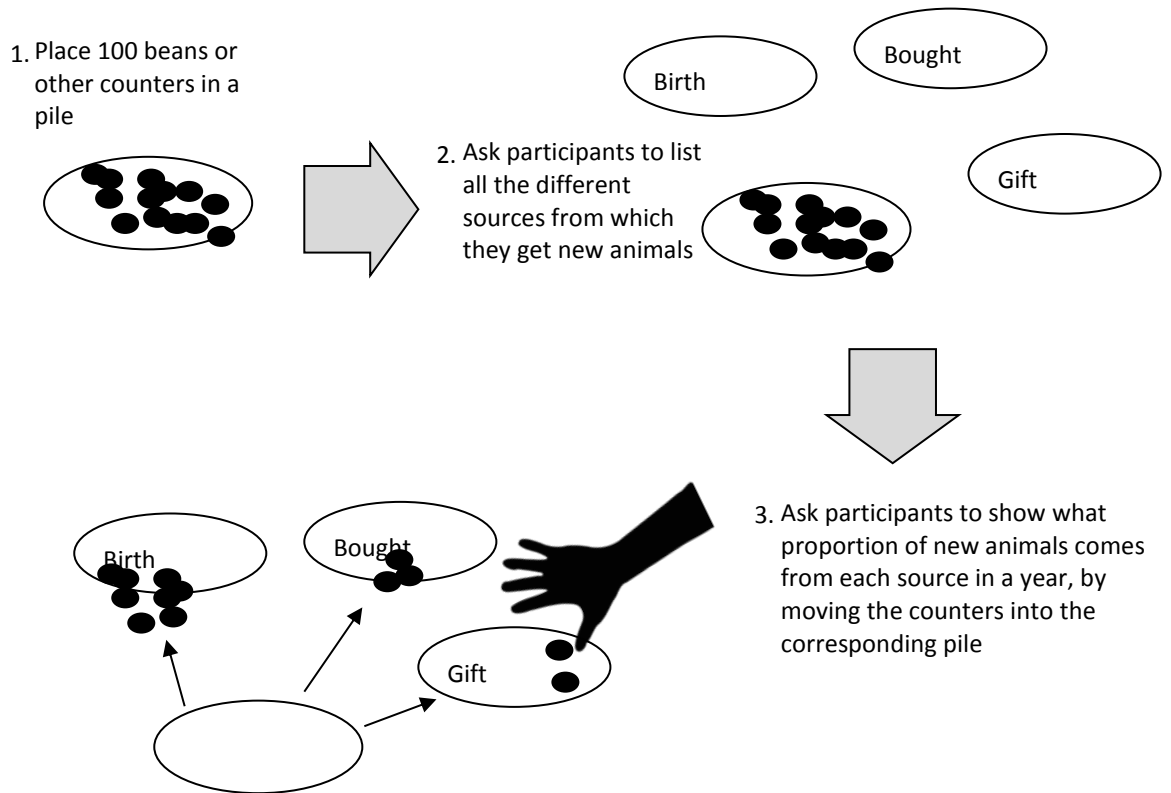 1. Place 100 beans or
other counters in a
pile
Birth
Bought
Gift
2. Ask participants to list
all the different
sources from which
they get new animals
Birth
Bought
Gift
3. Ask participants to show what
proportion of new animals comes
from each source in a year, by
moving the counters into the
corresponding pile